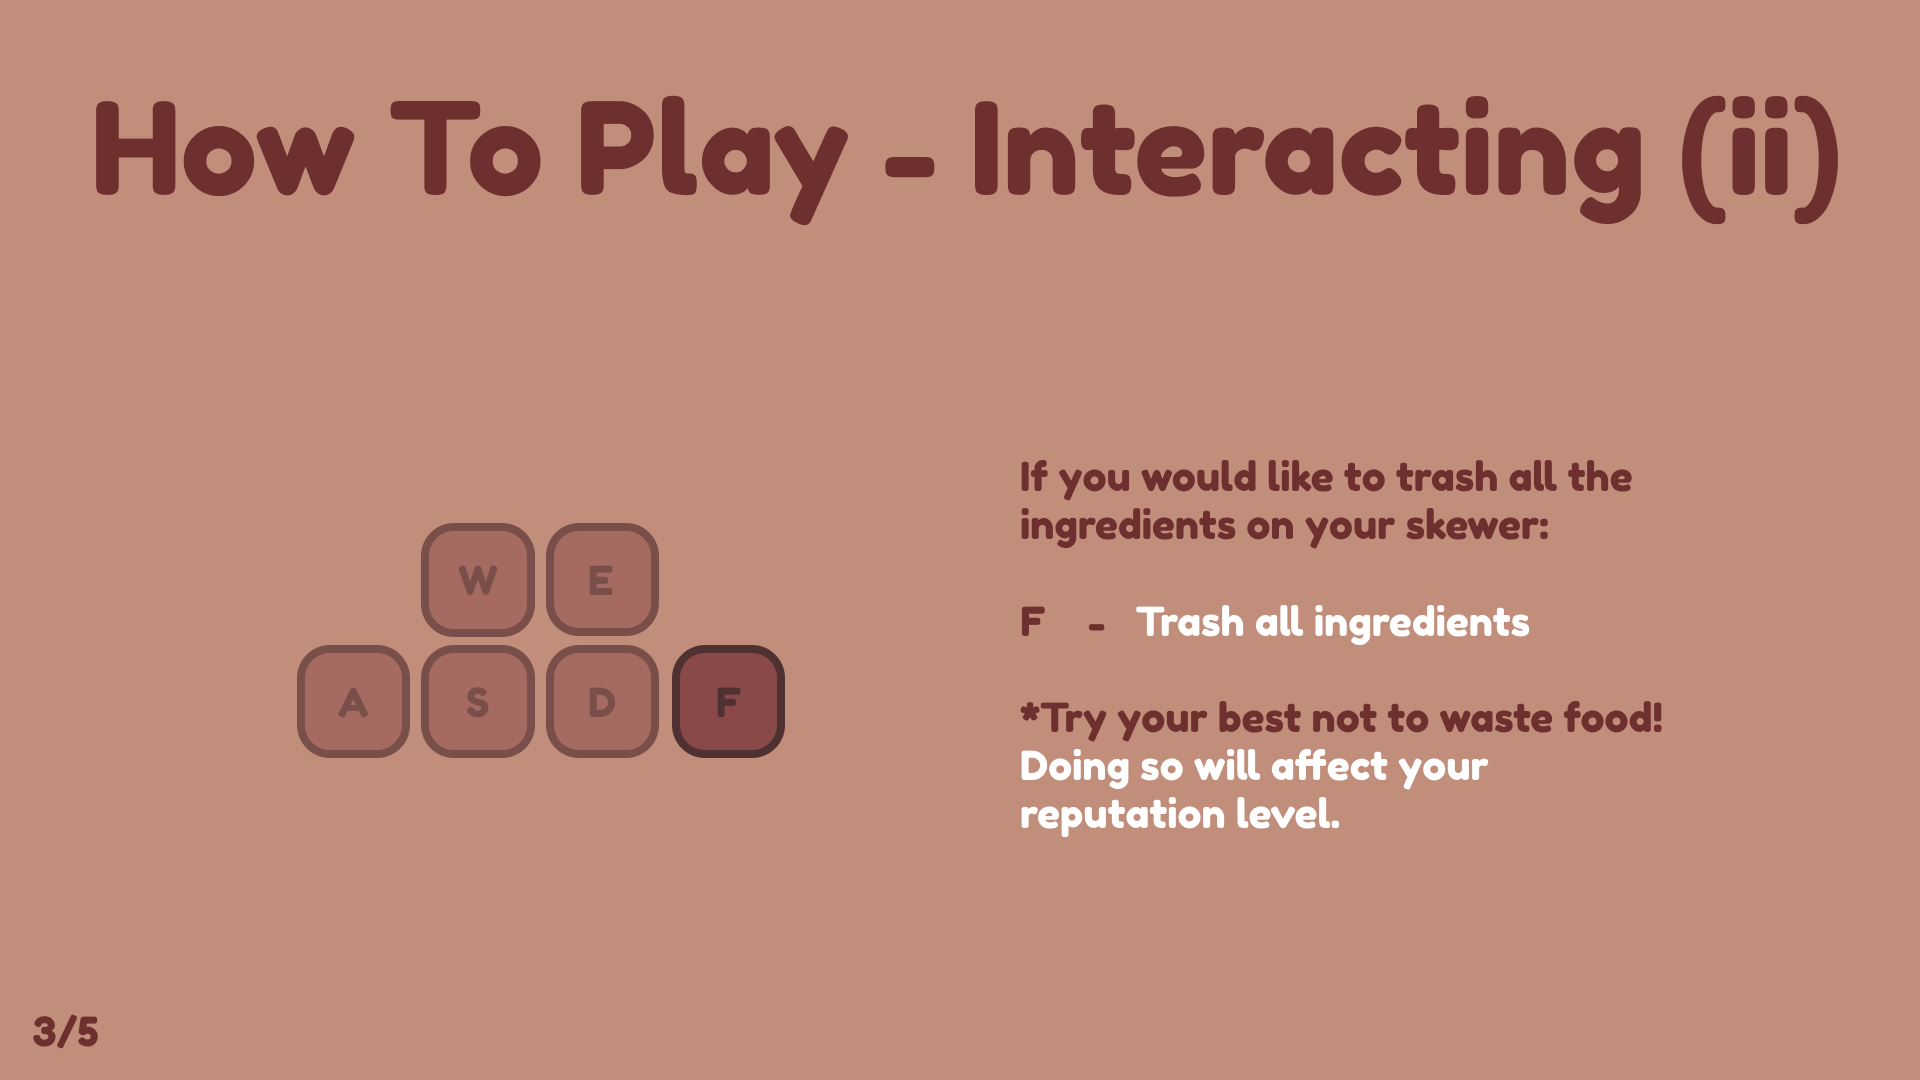 How To Play - Interacting (ii)
W E
A S D F
If you would like to trash all the
ingredients on your skewer:
F - Trash all ingredients
*Try your best not to waste food!
Doing so will affect your
reputation level.
3/5